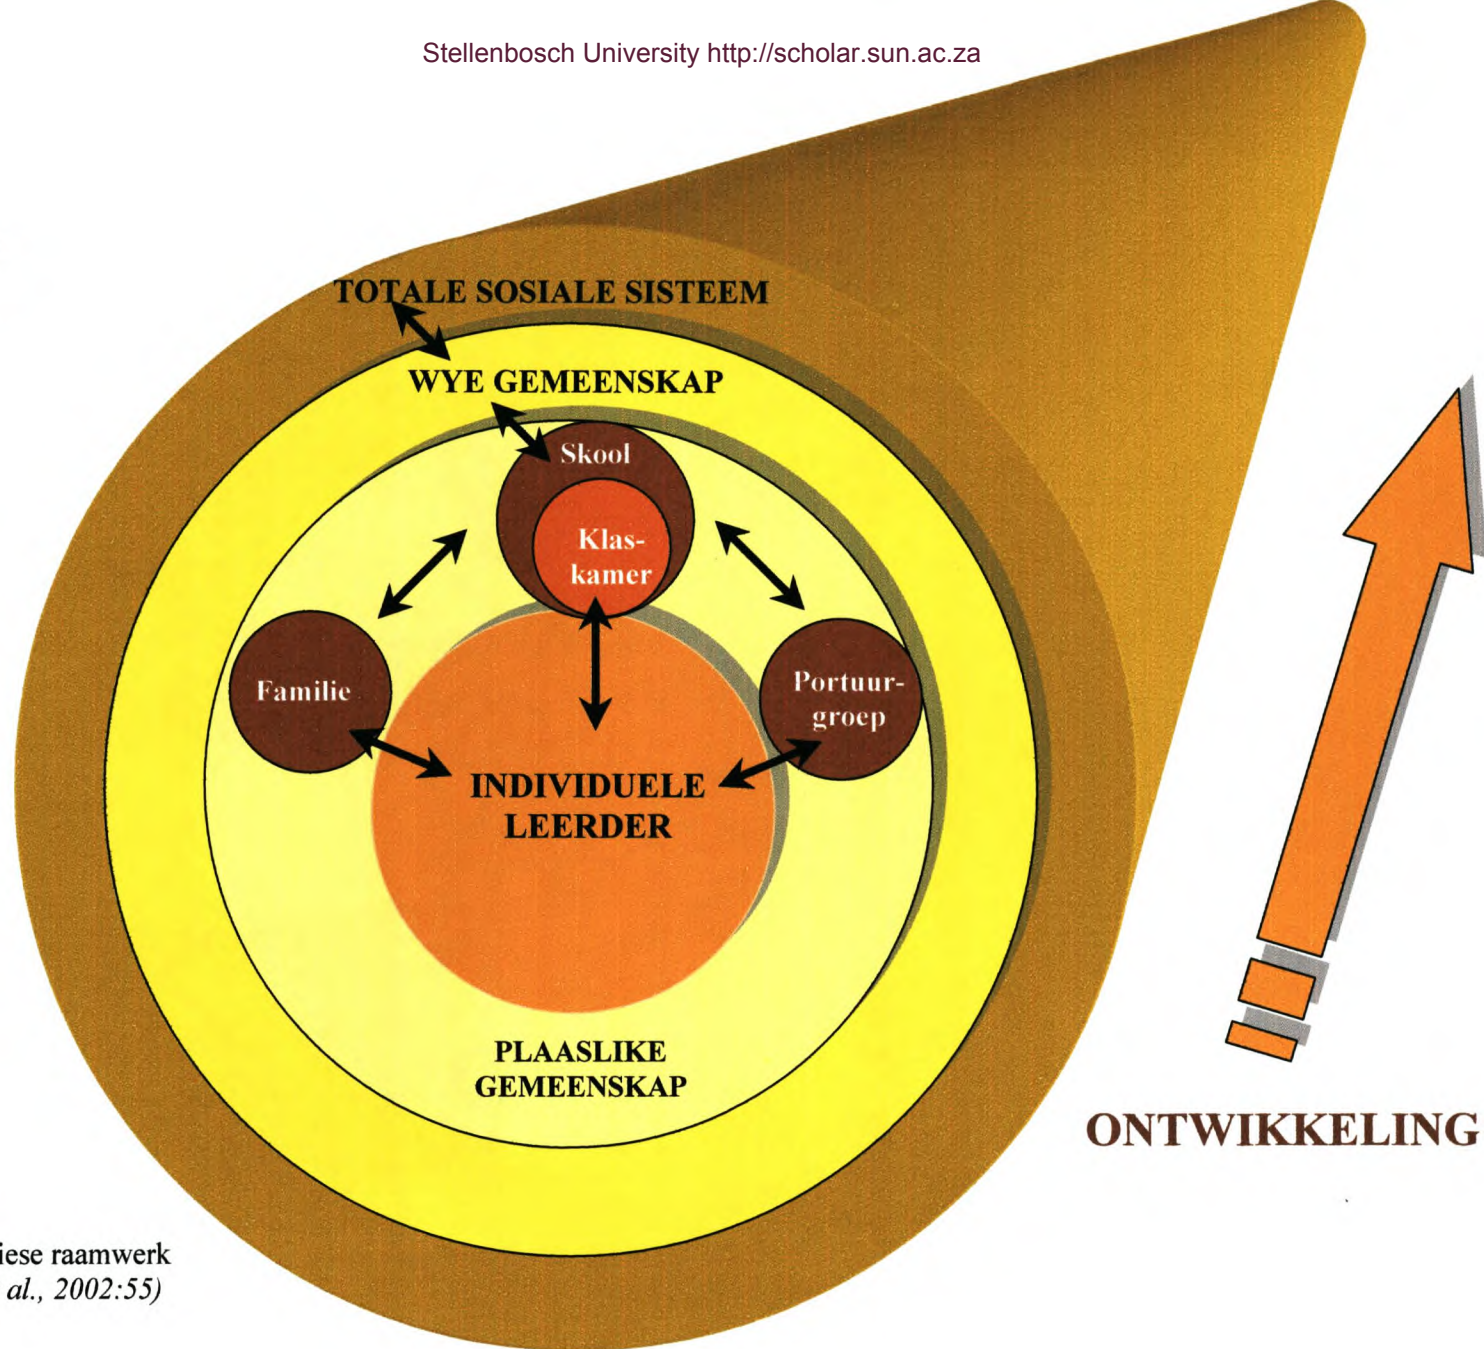 Stellenbosch University http://scholar.sun.ac.za
TOTALE SOSIALE SISTEEM
WYE GEMEENSKAP
Skool
Klas-
kamer
Familie
Portuur-
groep
INDIVIDUELE
LEERDER
PLAASLIKE
GEMEENSKAP
ONTWIKKELING
iese raamwerk
al., 2002:55)